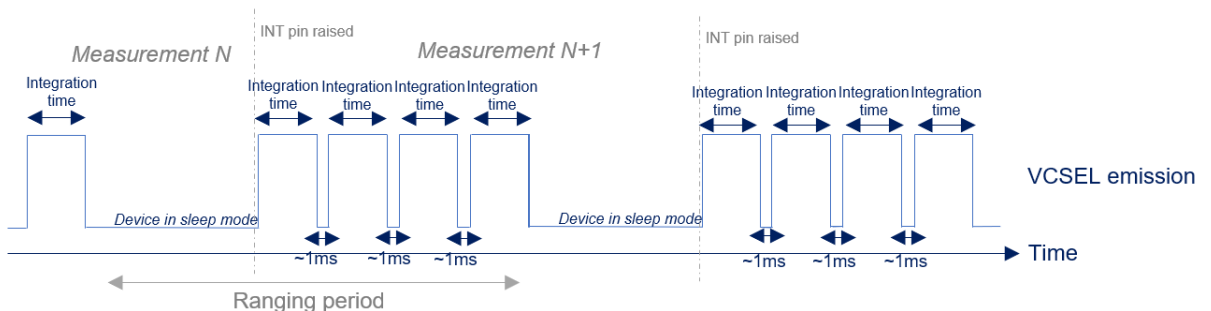 INT pin raised
INT pin raised
Measurement N
Measurement N+1
Integration
time
Integration
time
Integration
time
Integration
time
Integration
time
Integration
time
Integration
time
Integration
time
Integration
time
VCSEL emission
Device in sleep mode
Device in sleep mode
~1ms
~1ms
~1ms
~1ms
~1ms
~1ms
Time
Ranging period